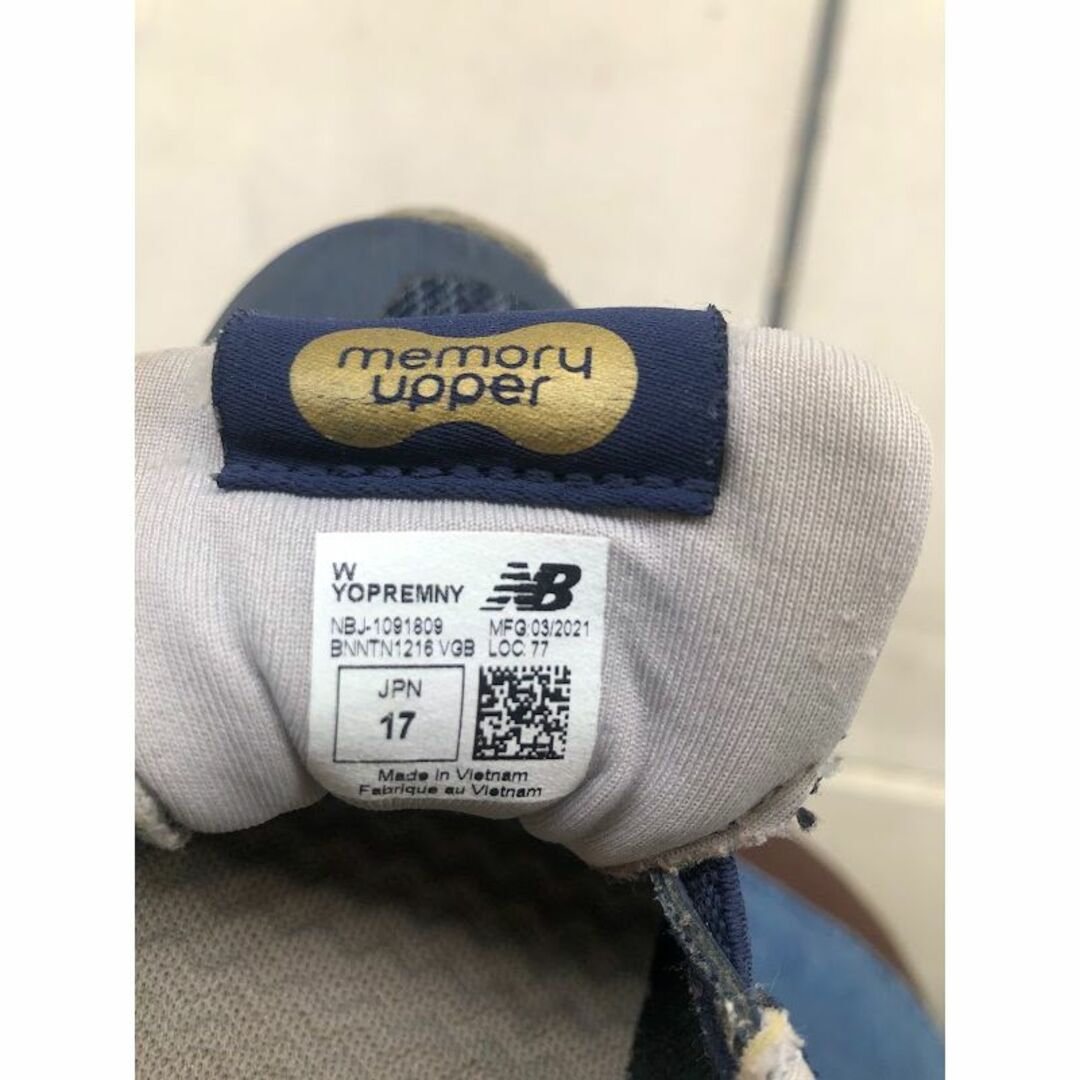 memory
upper
W
YOPREMNY
NB
NBJ-1091809
MFG:03/2021
BNNTN1216 VGB
LOC: 77
JPN
17
Made in Vietnam
Fabrique au Vietnam